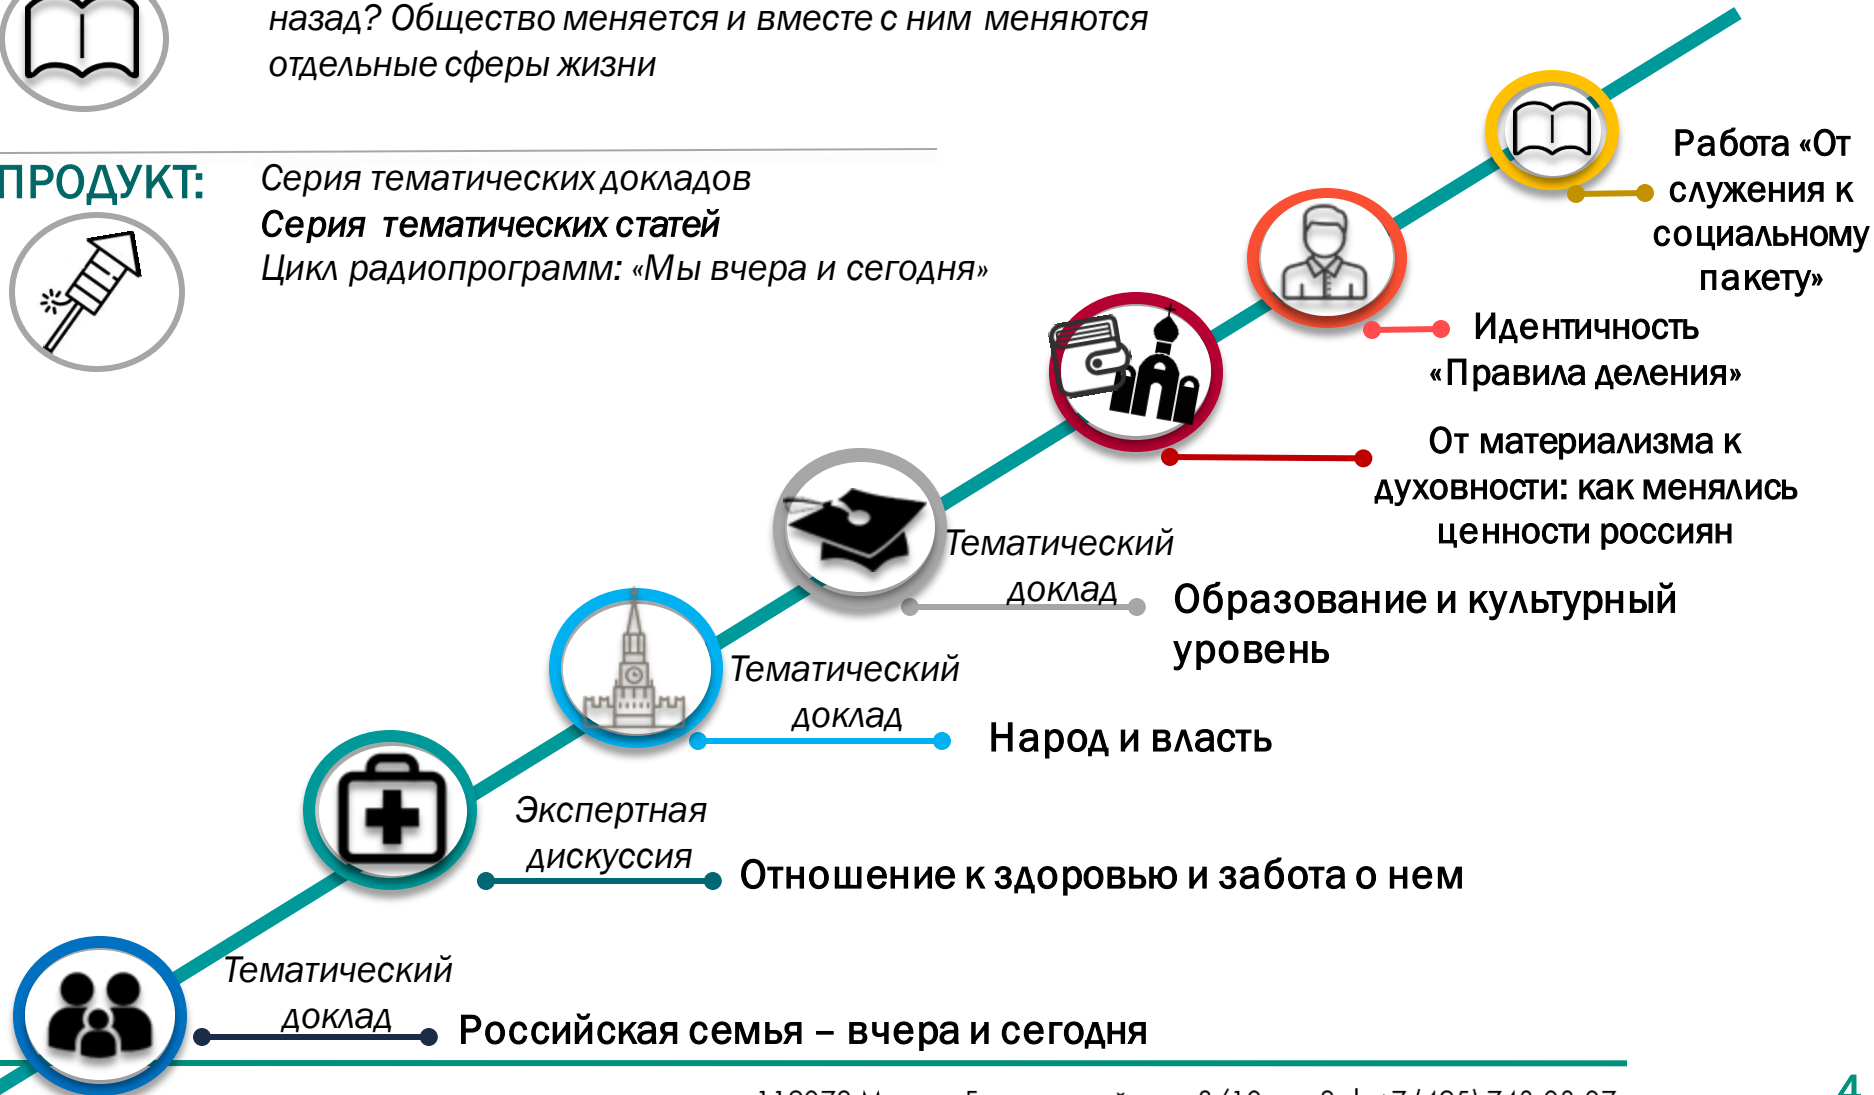 назад? Общество меняется и вместе с ним меняются
отдельные сферы жизни
ПРОДУКТ:
Серия тематических докладов
Серия тематических статей
Цикл радиопрограмм: «Мы вчера и сегодня»
Работа «От
служения к
социальному
пакету»
Идентичность
«Правила деления»
От материализма к
духовности: как менялись
ценности россиян
Тематический
доклад
Образование и культурный
уровень
Тематический
доклад
Народ и власть
Экспертная
дискуссия
Отношение к здоровью и забота о нем
Тематический
доклад
Российская семья – вчера и сегодня
4